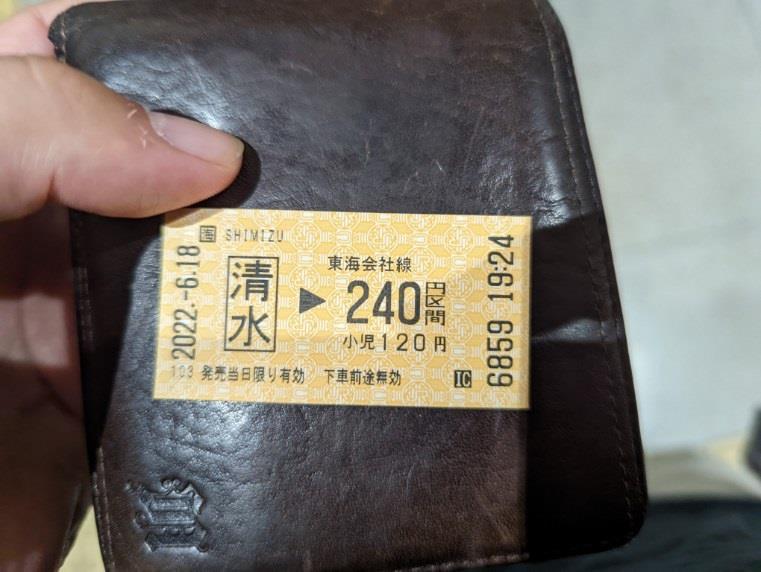 海 SHIMIZU
2022.-6.18
清水
東海会社線
▶ 240円区間
小児120円
103 発売当日限り有効 下車前途無効
IC
6859 19:24